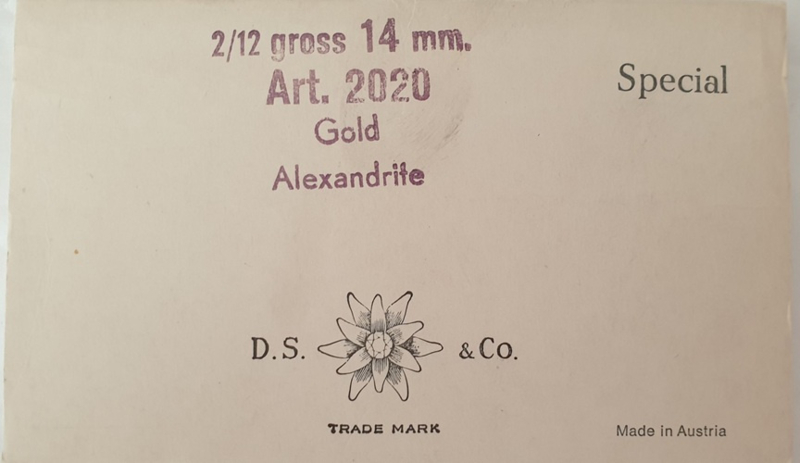 2/12 gross 14 mm.
Art. 2020
Special
Gold
Alexandrite
D.S. & Co.
TRADE MARK
Made in Austria